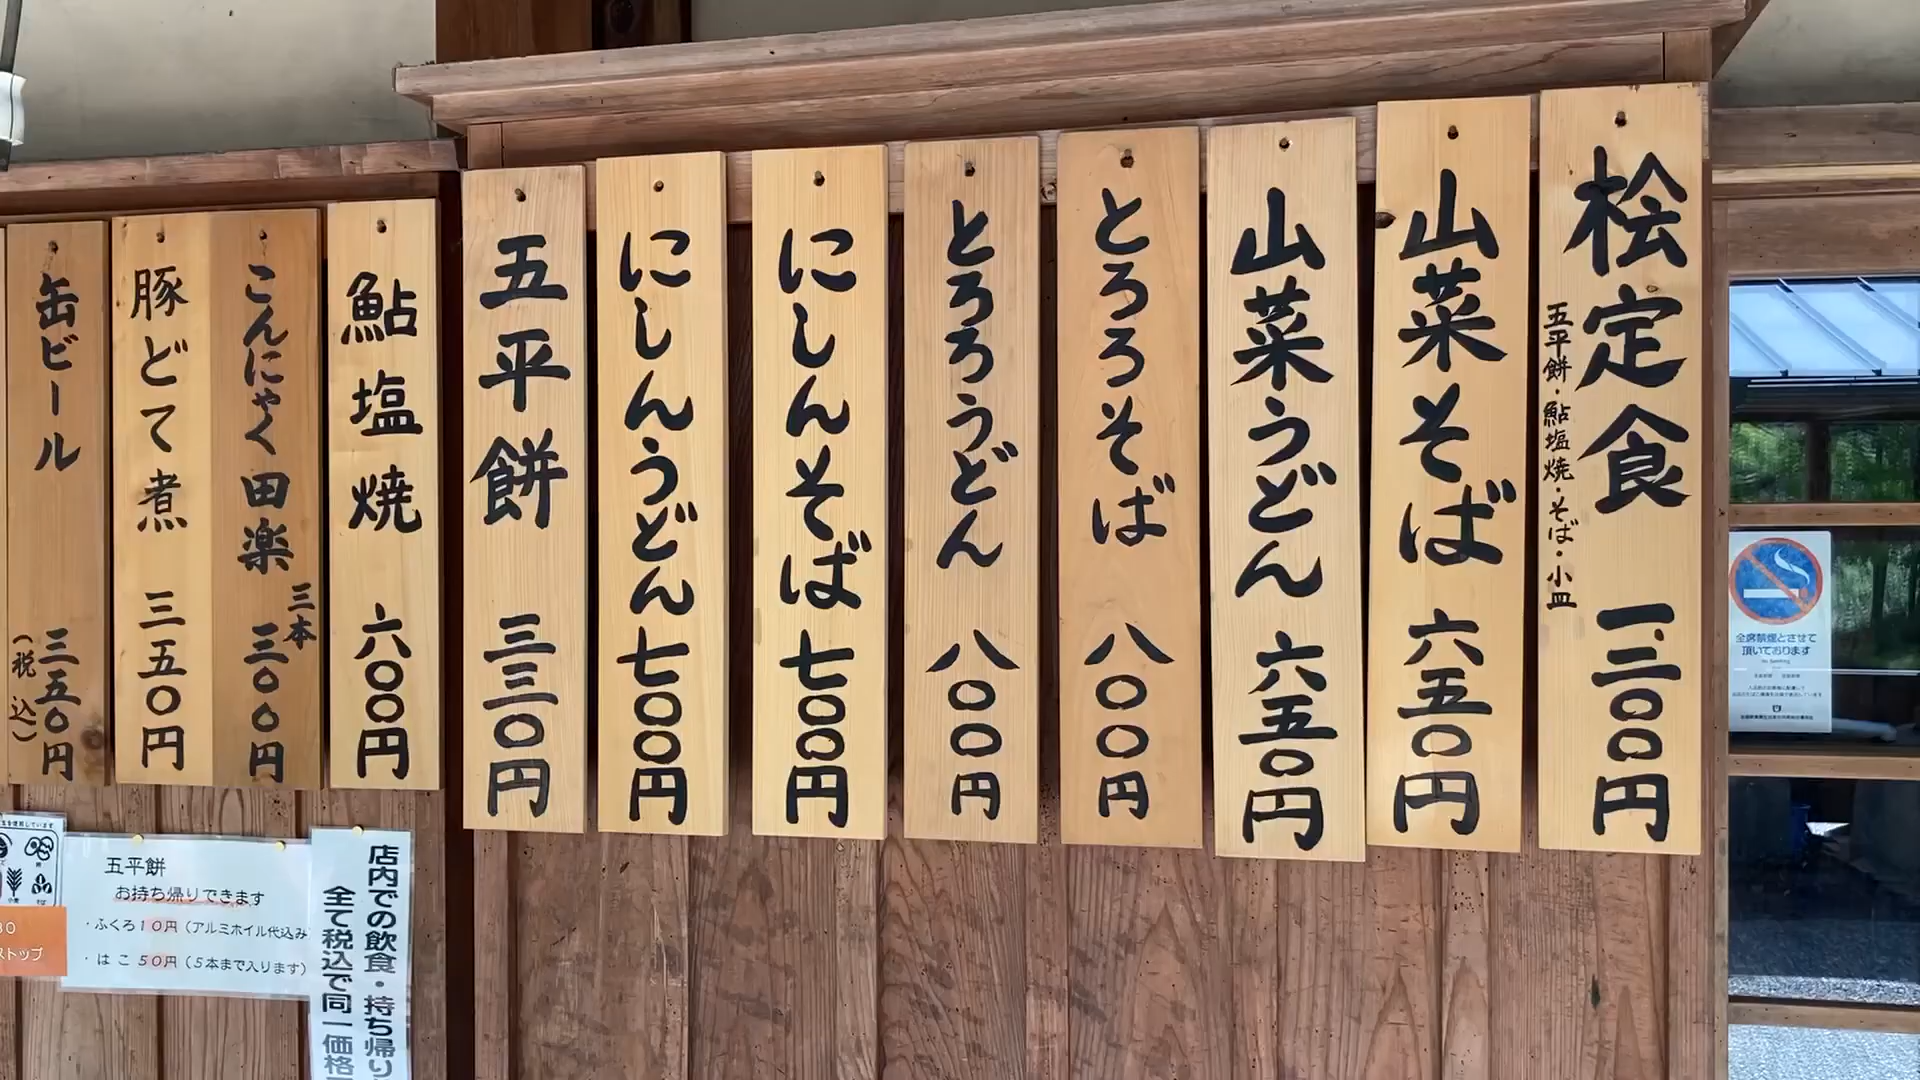 桧定食 一、三〇〇円
五平餅・鮎塩焼・そば・小皿
山菜そば 六五〇円
山菜うどん 六五〇円
とろろそば 八〇〇円
とろろうどん 八〇〇円
にしんそば 七〇〇円
にしんうどん 七〇〇円
五平餅 三三〇円
鮎塩焼 六〇〇円
こんにゃく田楽 三本 三〇〇円
豚どて煮 三五〇円
缶ビール 三五〇円
(税込)
五平餅
お持ち帰りできます
・ふくろ10円(アルミホイル代込み
・はこ50円(5本まで入ります)
店内での飲食・持ち帰り
全て税込で同一価格
ストップ
全席禁煙とさせて
頂いております
No Smoking